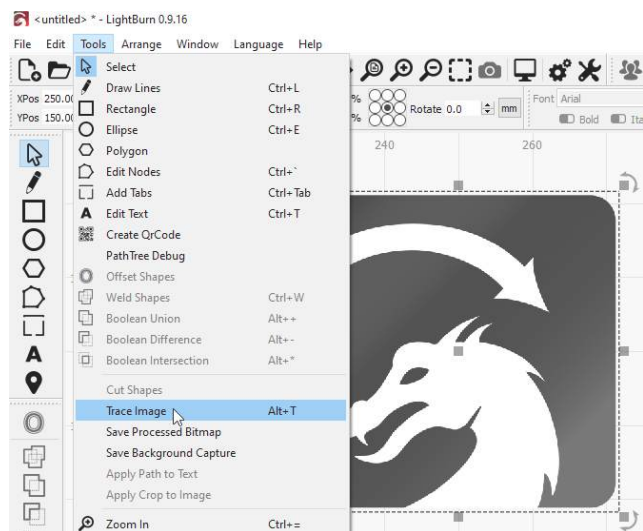 <untitled> * - LightBurn 0.9.16
File Edit Tools Arrange Window Language Help
XPos 250.00
YPos 150.00
%
%
Rotate 0.0
mm
Font Arial
Bold
Ita
240
260
Select
Draw Lines Ctrl+L
Rectangle Ctrl+R
Ellipse Ctrl+E
Polygon
Edit Nodes Ctrl+`
Add Tabs Ctrl+Tab
Edit Text Ctrl+T
Create QrCode
PathTree Debug
Offset Shapes
Weld Shapes Ctrl+W
Boolean Union Alt++
Boolean Difference Alt+-
Boolean Intersection Alt+*
Cut Shapes
Trace Image Alt+T
Save Processed Bitmap
Save Background Capture
Apply Path to Text
Apply Crop to Image
Zoom In Ctrl+=